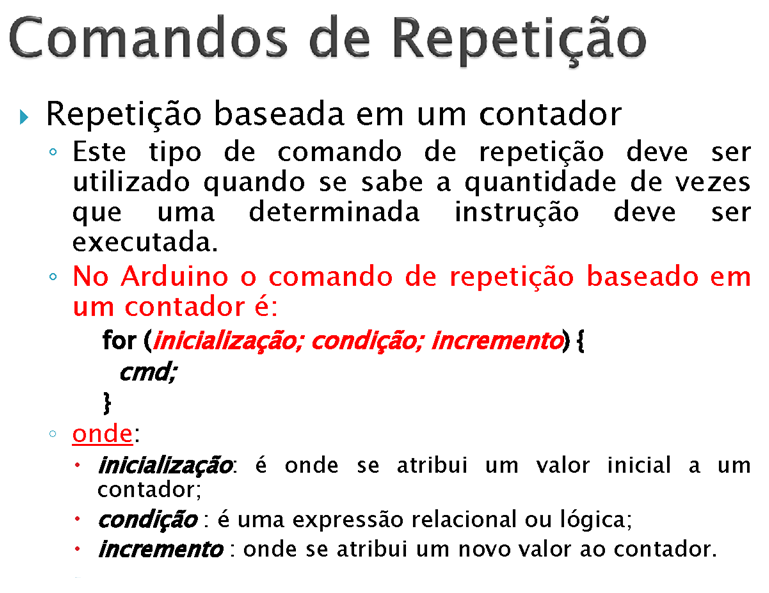 Comandos de Repetição
Repetição baseada em um contador
Este tipo de comando de repetição deve ser
utilizado quando se sabe a quantidade de vezes
que uma determinada instrução deve ser
executada.
No Arduino o comando de repetição baseado em
um contador é:
for (inicialização; condição; incremento) {
cmd;
}
onde:
inicialização: é onde se atribui um valor inicial a um
contador;
condição : é uma expressão relacional ou lógica;
incremento : onde se atribui um novo valor ao contador.